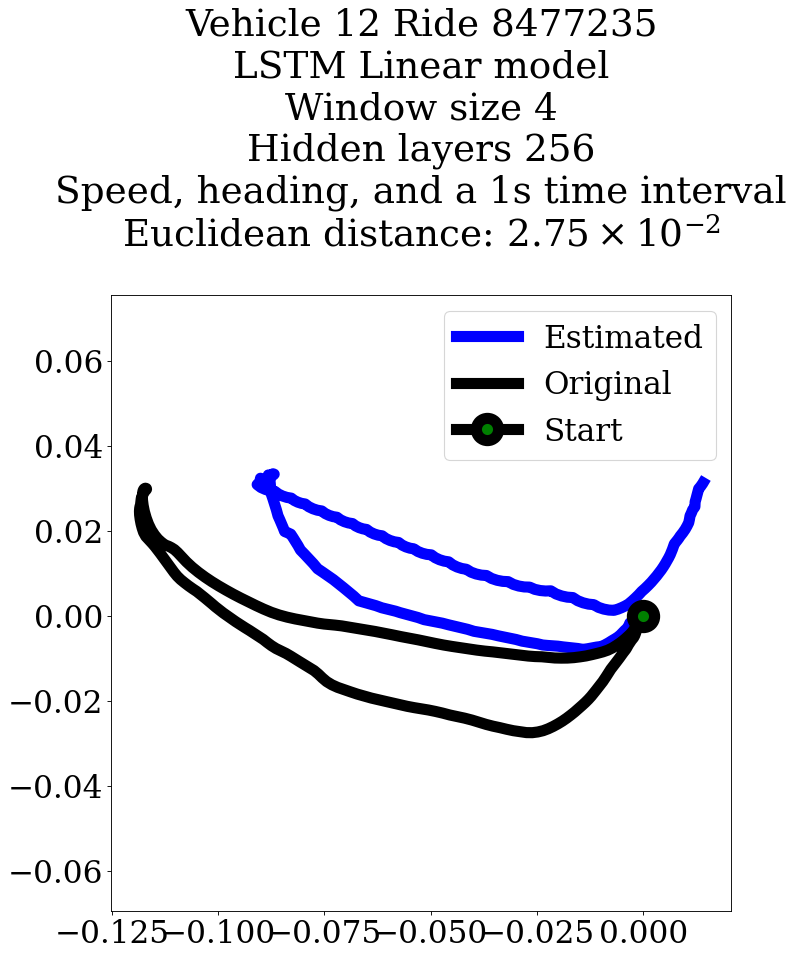 Vehicle 12 Ride 8477235
LSTM Linear model
Window size 4
Hidden layers 256
Speed, heading, and a 1s time interval
Euclidean distance: 2.75 × 10⁻²
Estimated
Original
Start
0.06
0.04
0.02
0.00
−0.02
−0.04
−0.06
−0.125 −0.100 −0.075 −0.050 −0.025 0.000